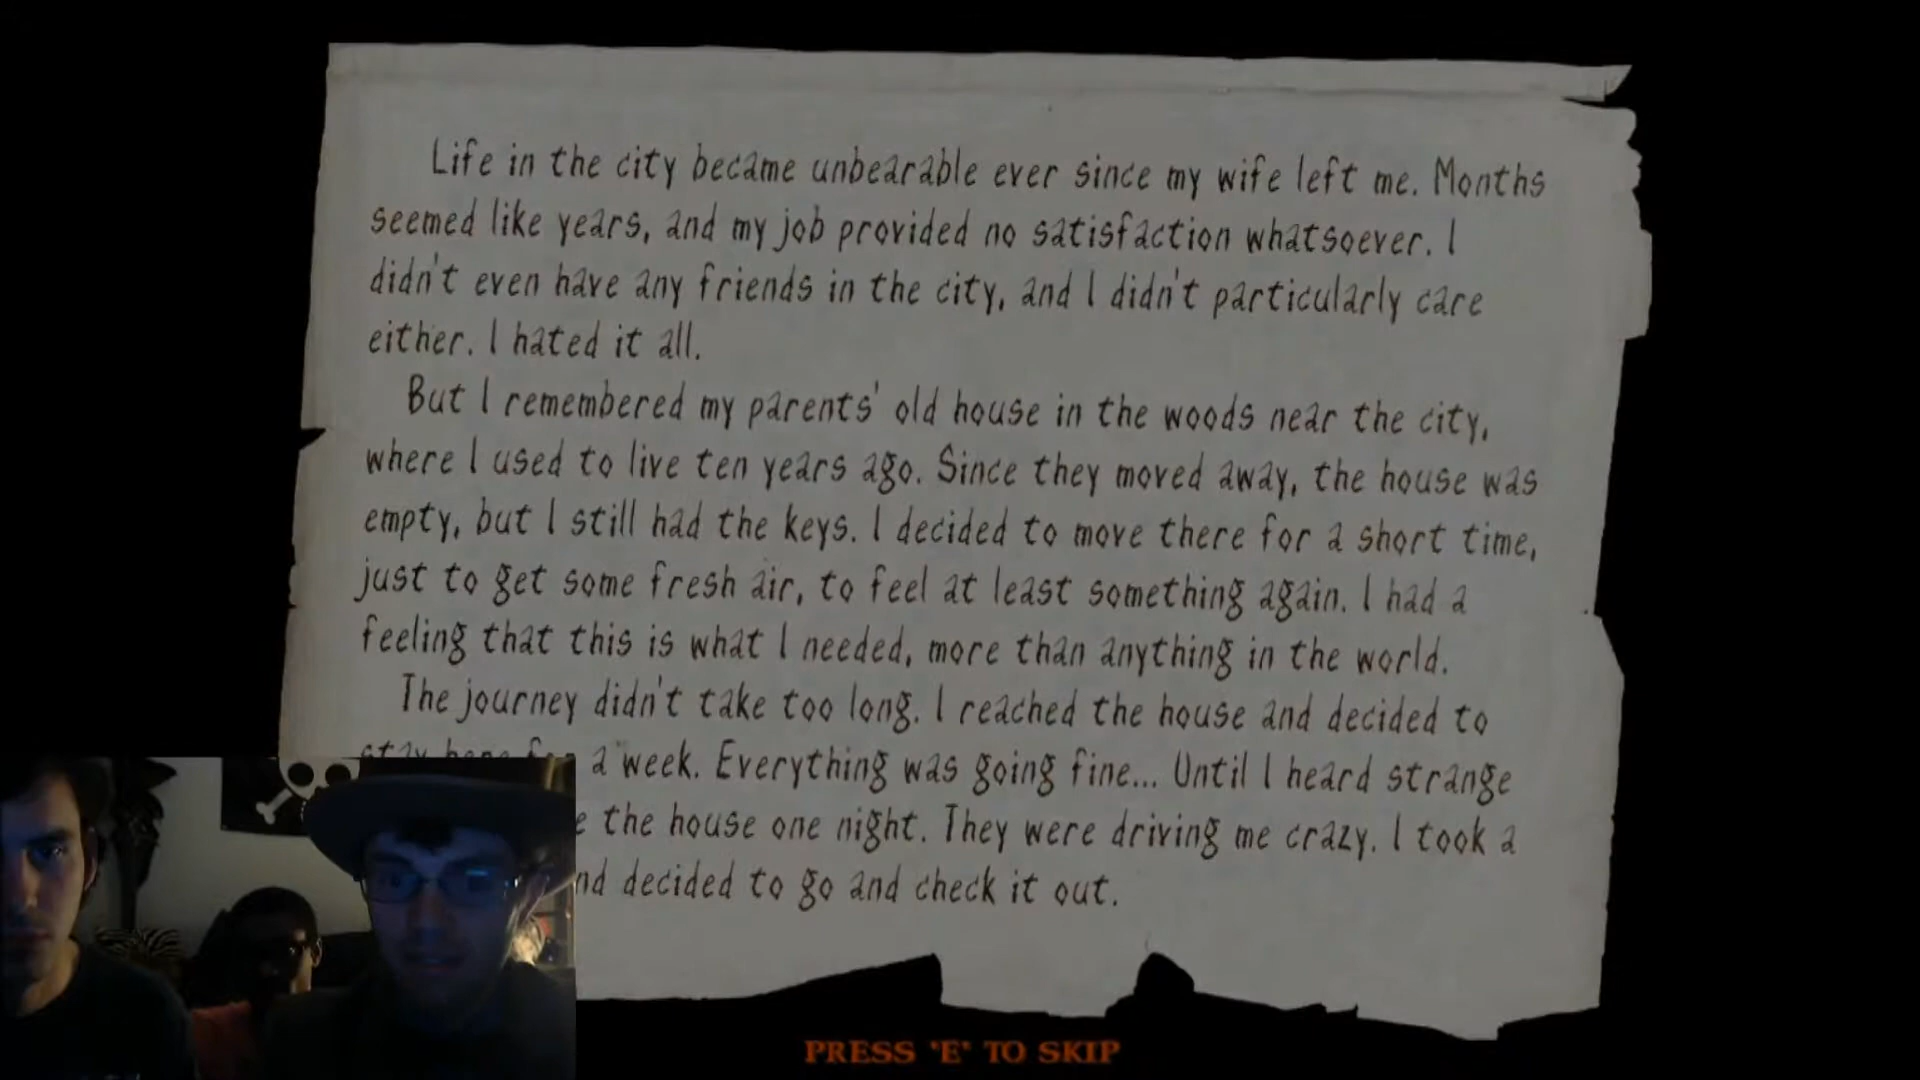 Life in the city became unbearable ever since my wife left me. Months
seemed like years, and my job provided no satisfaction whatsoever. I
didn't even have any friends in the city, and I didn't particularly care
either. I hated it all.
But I remembered my parents' old house in the woods near the city,
where I used to live ten years ago. Since they moved away, the house was
empty, but I still had the keys. I decided to move there for a short time,
just to get some fresh air, to feel at least something again. I had a
feeling that this is what I needed, more than anything in the world.
The journey didn't take too long. I reached the house and decided to
a week. Everything was going fine... Until I heard strange
the house one night. They were driving me crazy. I took a
decided to go and check it out.
PRESS 'E' TO SKIP